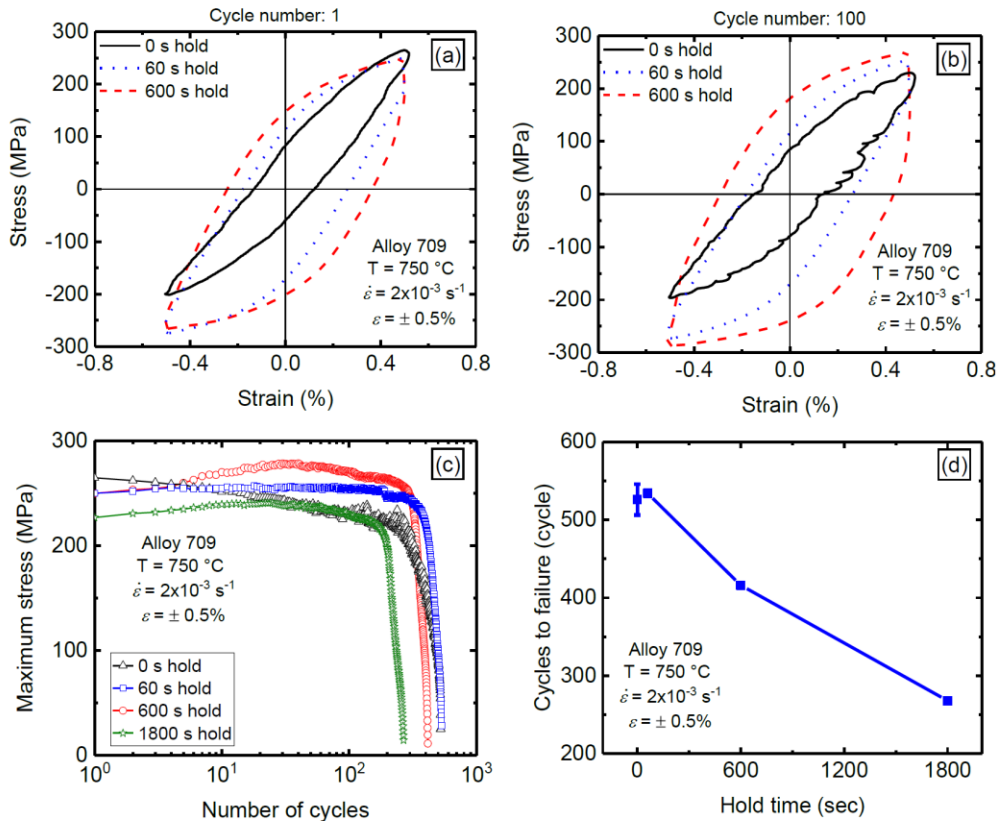 Cycle number: 1
(a)
0 s hold
60 s hold
600 s hold
300
200
100
0
-100
-200
-300
Stress (MPa)
Alloy 709
T = 750 °C
ε̇ = 2x10⁻³ s⁻¹
ε = ± 0.5%
-0.8 -0.4 0.0 0.4 0.8
Strain (%)
Cycle number: 100
(b)
0 s hold
60 s hold
600 s hold
300
200
100
0
-100
-200
-300
Stress (MPa)
Alloy 709
T = 750 °C
ε̇ = 2x10⁻³ s⁻¹
ε = ± 0.5%
-0.8 -0.4 0.0 0.4 0.8
Strain (%)
(c)
300
250
200
150
100
50
0
Maximum stress (MPa)
Alloy 709
T = 750 °C
ε̇ = 2x10⁻³ s⁻¹
ε = ± 0.5%
0 s hold
60 s hold
600 s hold
1800 s hold
10⁰ 10¹ 10² 10³
Number of cycles
(d)
600
500
400
300
200
Cycles to failure (cycle)
Alloy 709
T = 750 °C
ε̇ = 2x10⁻³ s⁻¹
ε = ± 0.5%
0 600 1200 1800
Hold time (sec)